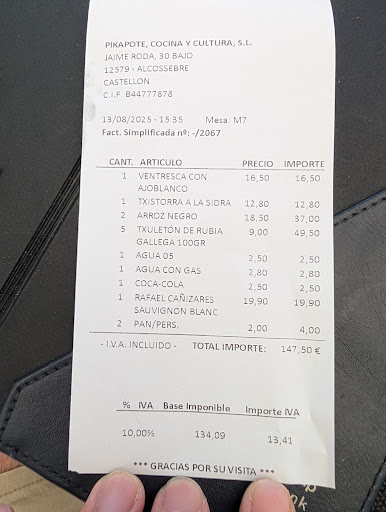 PIKAPOTE, COCINA Y CULTURA, S.L.
JAIME RODA, 30 BAJO
12579 - ALCOSSEBRE
CASTELLON
C.I.F. B44777878
13/08/2025 - 15:35 Mesa: M7
Fact. Simplificada nº: -/2067
CANT. ARTICULO PRECIO IMPORTE
1 VENTRESCA CON AJOBLANCO 16,50 16,50
1 TXISTORRA A LA SIDRA 12,80 12,80
2 ARROZ NEGRO 18,50 37,00
5 TXULETÓN DE RUBIA GALLEGA 100GR 9,00 49,50
1 AGUA 05 2,50 2,50
1 AGUA CON GAS 2,80 2,80
1 COCA-COLA 2,50 2,50
1 RAFAEL CAÑIZARES SAUVIGNON BLANC 19,90 19,90
2 PAN/PERS. 2,00 4,00
- I.V.A. INCLUIDO - TOTAL IMPORTE: 147,50 €
% IVA Base Imponible Importe IVA
10,00% 134,09 13,41
*** GRACIAS POR SU VISITA ***